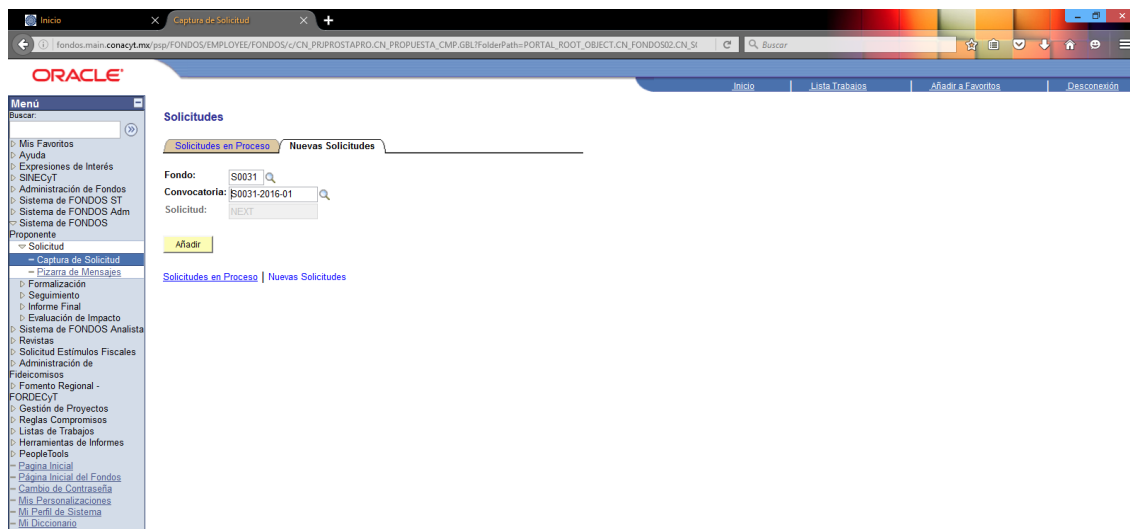 Inicio
Captura de Solicitud
fondos.main.conacyt.mx/psp/FONDOS/EMPLOYEE/FONDOS/c/CN_PRJPROSTAPRO.CN_PROPUESTA_CMP.GBL?FolderPath=PORTAL_ROOT_OBJECT.CN_FONDOS02.CN_S(
Buscar
ORACLE
Inicio
Lista Trabajos
Añadir a Favoritos
Desconexión
Menú
Buscar:
Mis Favoritos
Ayuda
Expresiones de Interés
SINECyT
Administración de Fondos
Sistema de FONDOS ST
Sistema de FONDOS Adm
Sistema de FONDOS
Proponente
Solicitud
Captura de Solicitud
Pizarra de Mensajes
Formalización
Seguimiento
Informe Final
Evaluación de Impacto
Sistema de FONDOS Analista
Revistas
Solicitud Estímulos Fiscales
Administración de
Fideicomisos
Fomento Regional -
FORDECyT
Gestión de Proyectos
Reglas Compromisos
Listas de Trabajos
Herramientas de Informes
PeopleTools
Pagina Inicial
Página Inicial del Fondos
Cambio de Contraseña
Mis Personalizaciones
Mi Perfil de Sistema
Mi Diccionario
Solicitudes
Solicitudes en Proceso
Nuevas Solicitudes
Fondo: S0031
Convocatoria: S0031-2016-01
Solicitud: NEXT
Añadir
Solicitudes en Proceso | Nuevas Solicitudes